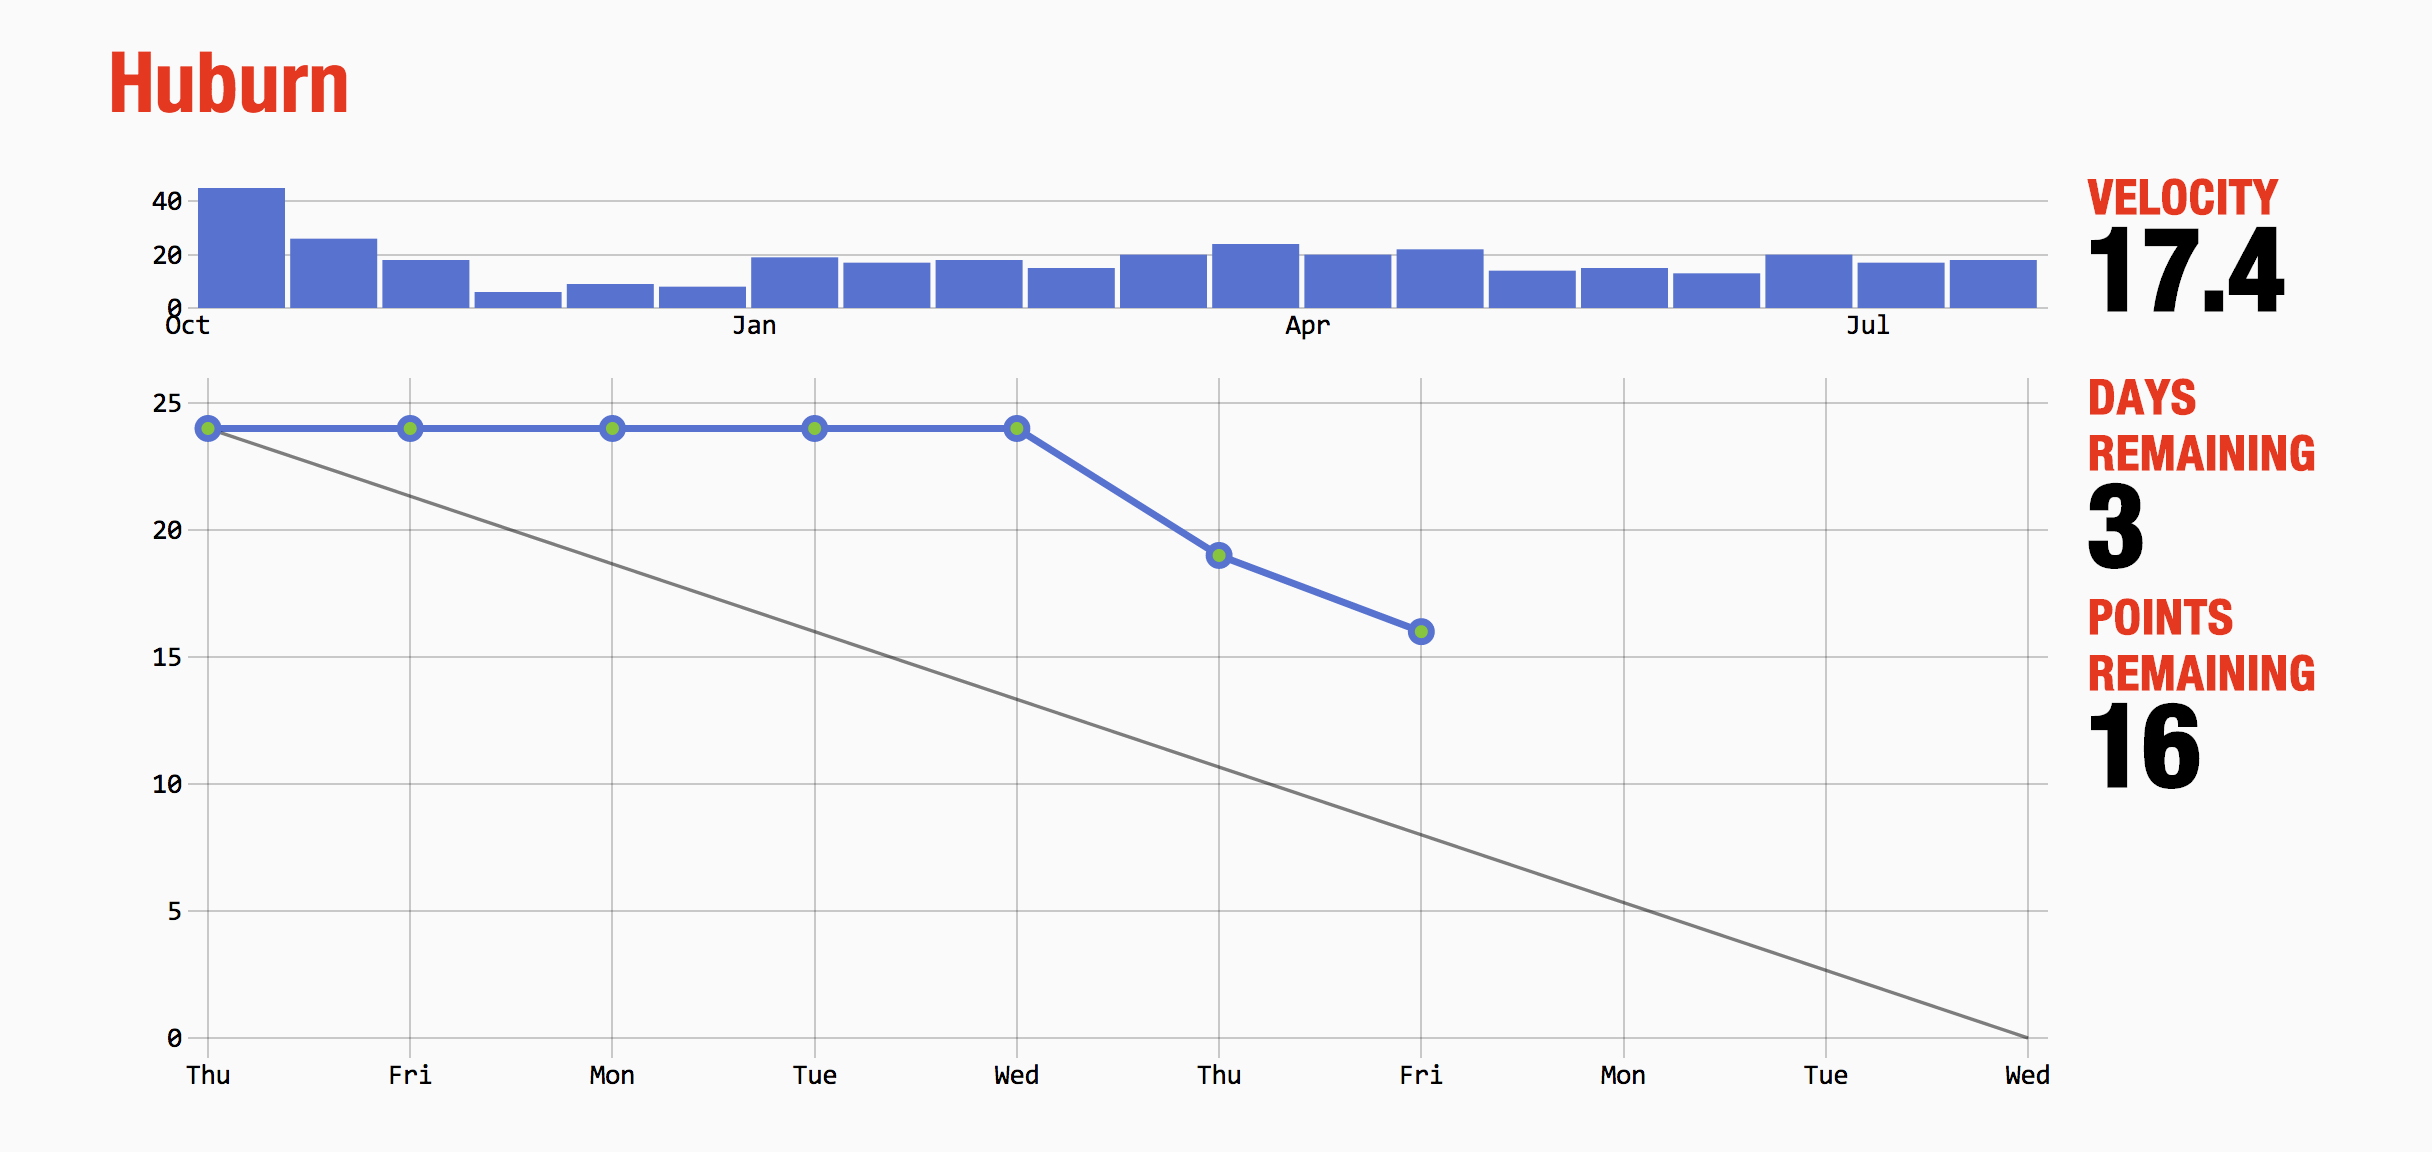 Huburn
40
20
0
Oct Jan Apr Jul
VELOCITY
17.4
25
20
15
10
5
0
Thu Fri Mon Tue Wed Thu Fri Mon Tue Wed
DAYS
REMAINING
3
POINTS
REMAINING
16